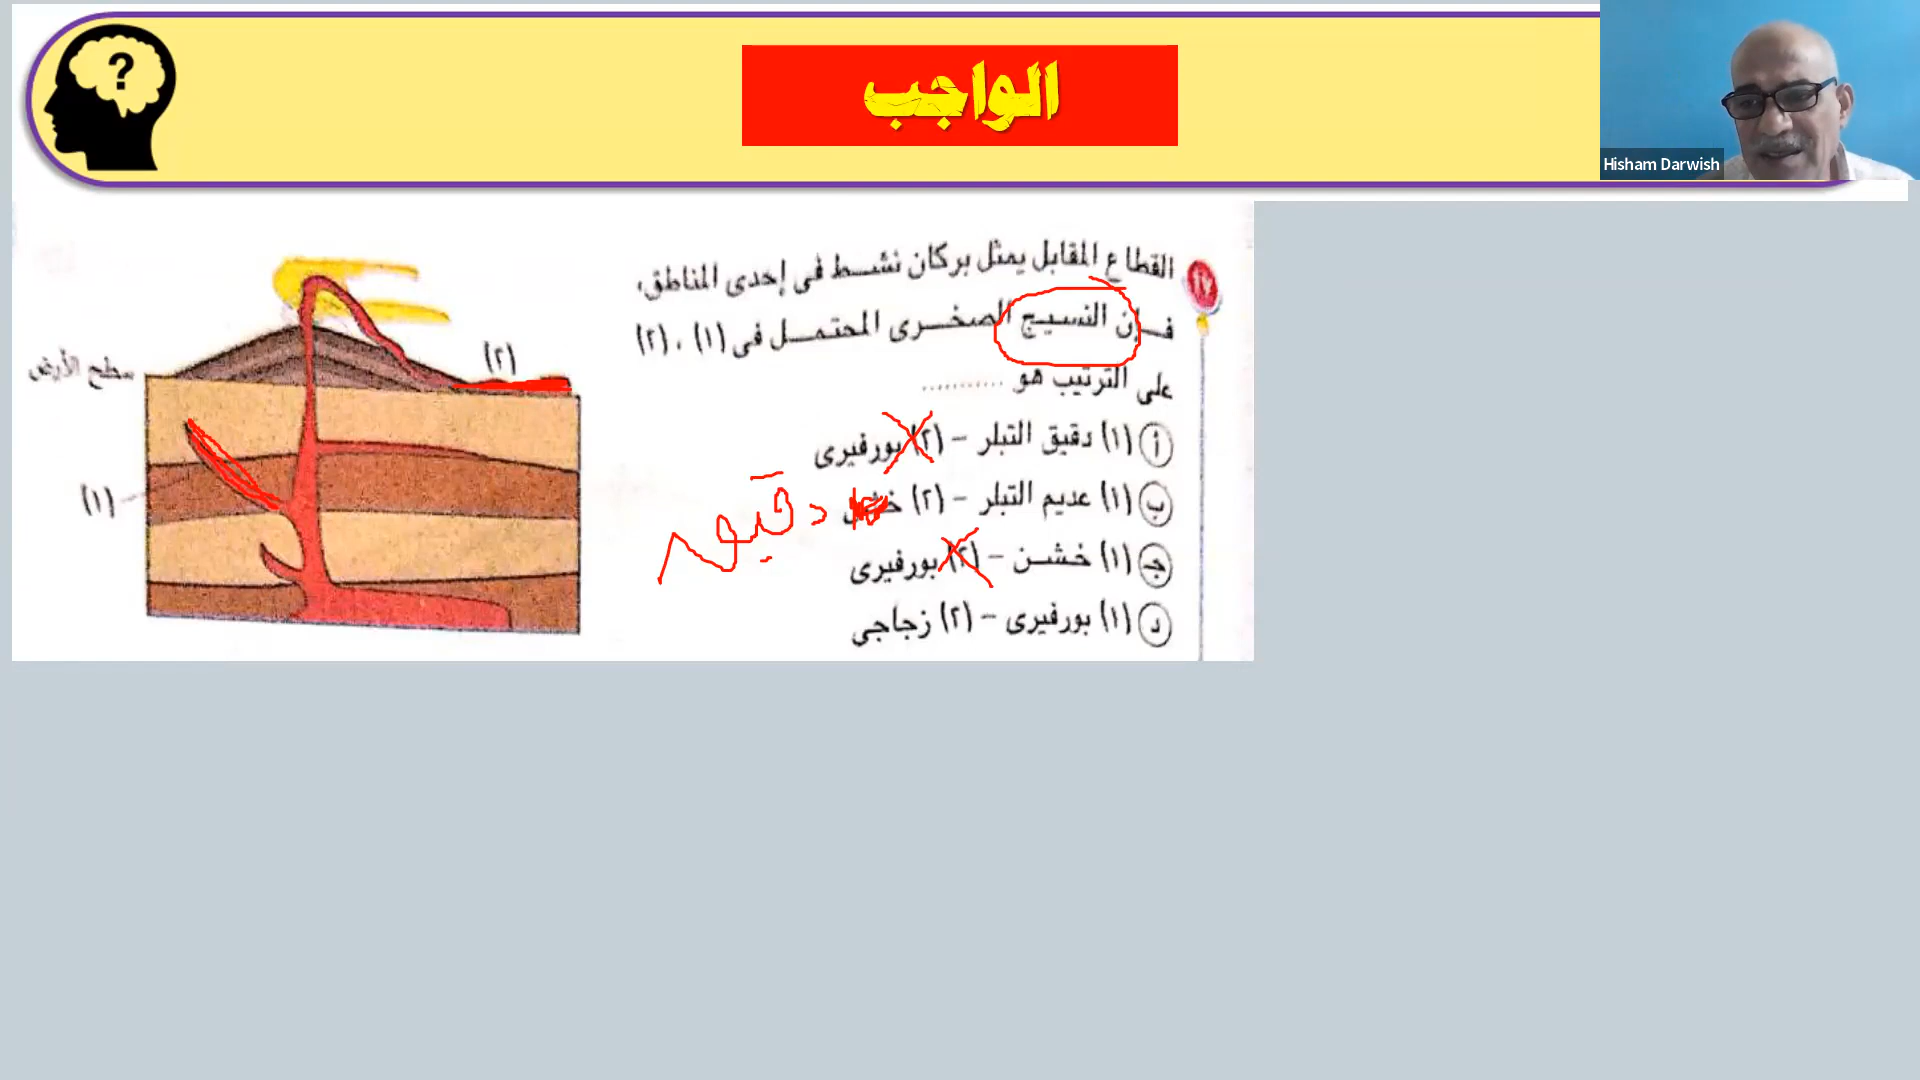 الواجب
Hisham Darwish
القطاع المقابل يمثل بركان نشط فى إحدى المناطق،
فإن النسيج الصخرى المحتمل فى (١) ، (٢)
على الترتيب هو ...........
أ (١) دقيق التبلر – (٢) بورفيرى
ب (١) عديم التبلر – (٢) خشن
جـ (١) خشن – (٢) بورفيرى
د (١) بورفيرى – (٢) زجاجى
سطح الأرض
(٢)
(١)
?